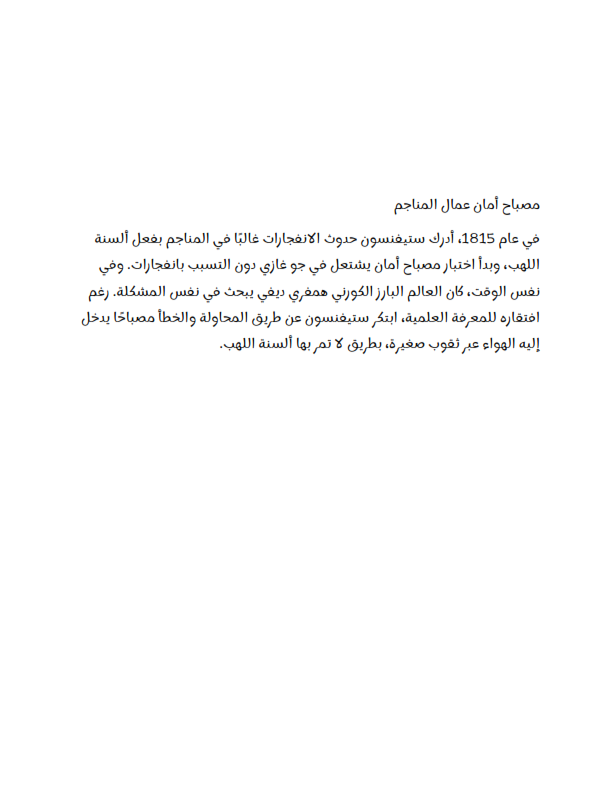 مصباح أمان عمال المناجم
في عام 1815، أدرك ستيفنسون حدوث الانفجارات غالبًا في المناجم بفعل ألسنة
اللهب، وبدأ اختبار مصباح أمان يشتعل في جو غازي دون التسبب بانفجارات. وفي
نفس الوقت، كان العالم البارز الكورني همفري ديفي يبحث في نفس المشكلة. رغم
افتقاره للمعرفة العلمية، ابتكر ستيفنسون عن طريق المحاولة والخطأ مصباحًا يدخل
إليه الهواء عبر ثقوب صغيرة، بطريق لا تمر بها ألسنة اللهب.